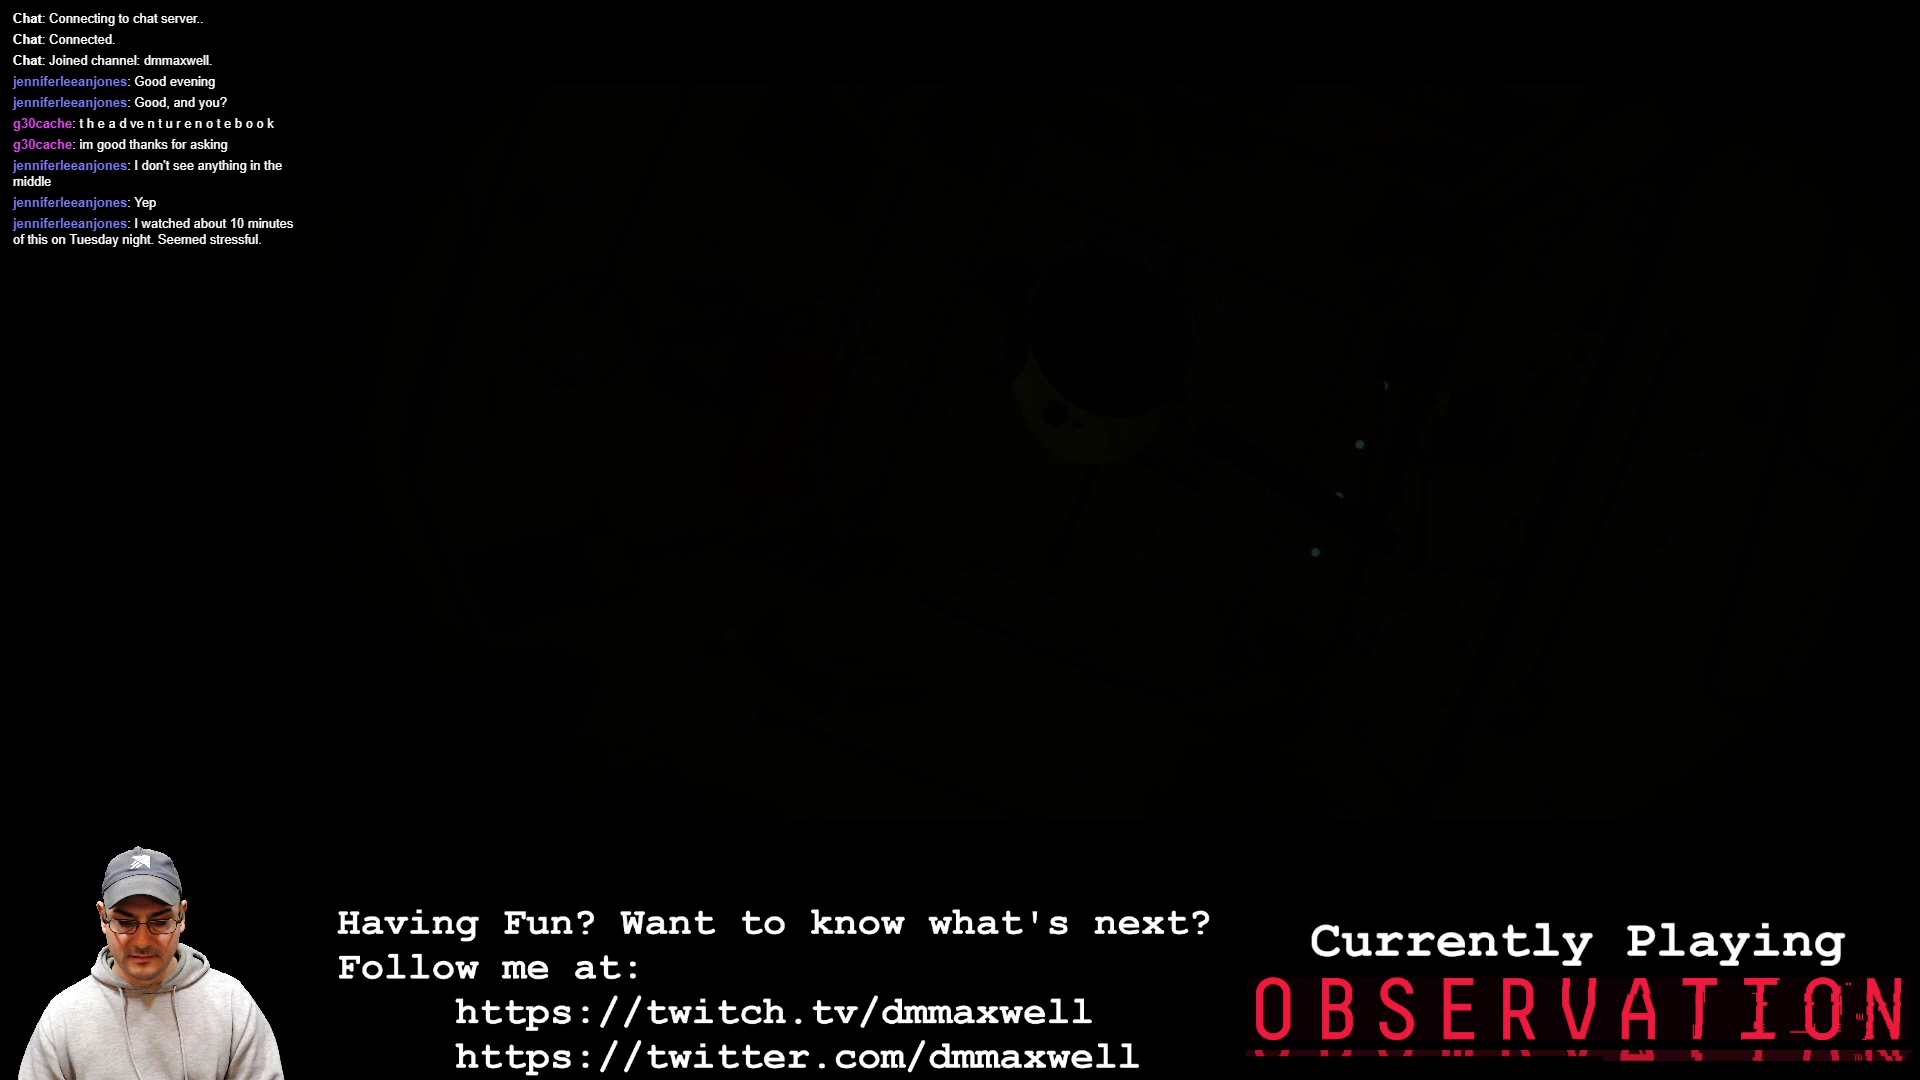 Chat: Connecting to chat server..
Chat: Connected.
Chat: Joined channel: dmmaxwell.
jenniferleeanjones: Good evening
jenniferleeanjones: Good, and you?
g30cache: t h e a d ve n t u r e n o t e b o o k
g30cache: im good thanks for asking
jenniferleeanjones: I don't see anything in the
middle
jenniferleeanjones: Yep
jenniferleeanjones: I watched about 10 minutes
of this on Tuesday night. Seemed stressful.
Having Fun? Want to know what's next?
Follow me at:
https://twitch.tv/dmmaxwell
https://twitter.com/dmmaxwell
Currently Playing
OBSERVATION